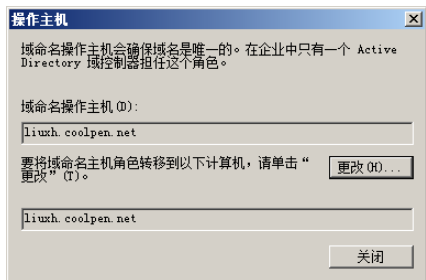 操作主机
域命名操作主机会确保域名是唯一的。在企业中只有一个 Active
Directory 域控制器担任这个角色。
域命名操作主机(D):
liuxh.coolpen.net
要将域命名主机角色转移到以下计算机，请单击“
更改”(T)。
更改(H)...
liuxh.coolpen.net
关闭